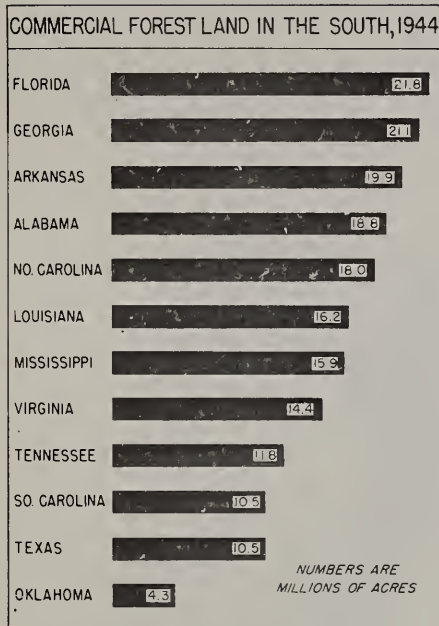 COMMERCIAL FOREST LAND IN THE SOUTH, 1944
FLORIDA 21.8
GEORGIA 21.1
ARKANSAS 19.9
ALABAMA 18.8
NO. CAROLINA 18.0
LOUISIANA 16.2
MISSISSIPPI 15.9
VIRGINIA 14.4
TENNESSEE 11.8
SO. CAROLINA 10.5
TEXAS 10.5
OKLAHOMA 4.3
NUMBERS ARE
MILLIONS OF ACRES